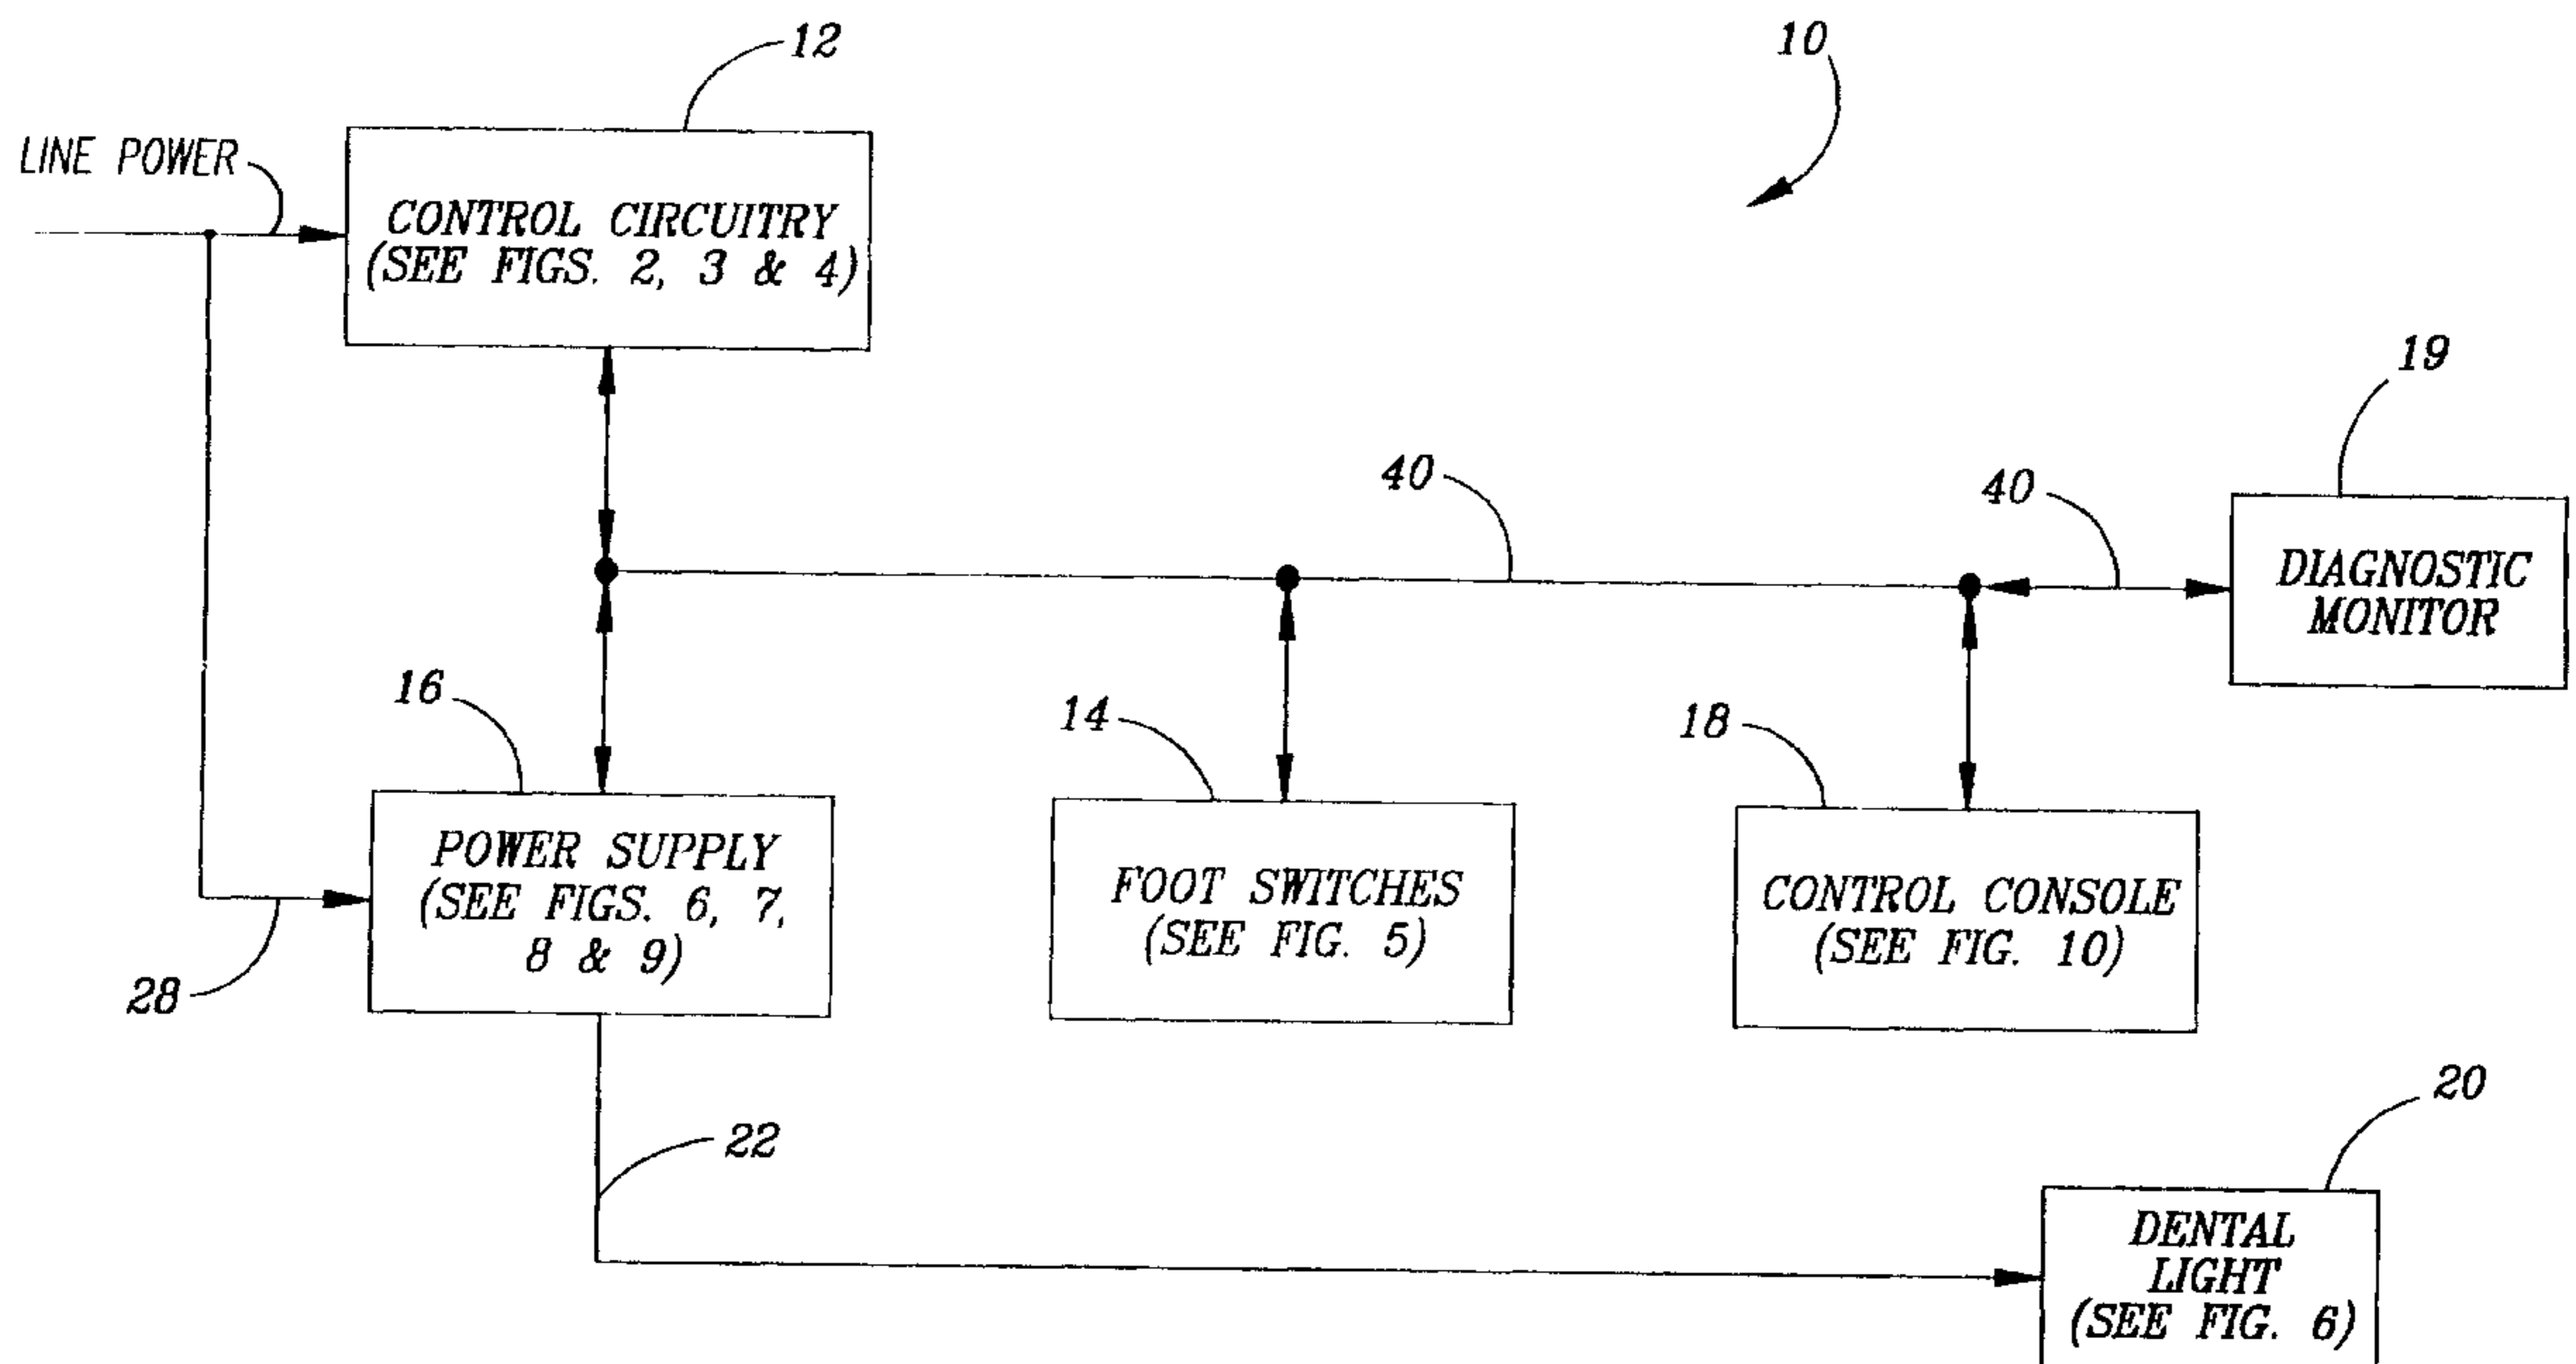 12
10
LINE POWER
CONTROL CIRCUITRY
(SEE FIGS. 2, 3 & 4)
19
40
40
DIAGNOSTIC
MONITOR
16
14
18
POWER SUPPLY
(SEE FIGS. 6, 7,
8 & 9)
FOOT SWITCHES
(SEE FIG. 5)
CONTROL CONSOLE
(SEE FIG. 10)
28
22
20
DENTAL
LIGHT
(SEE FIG. 6)